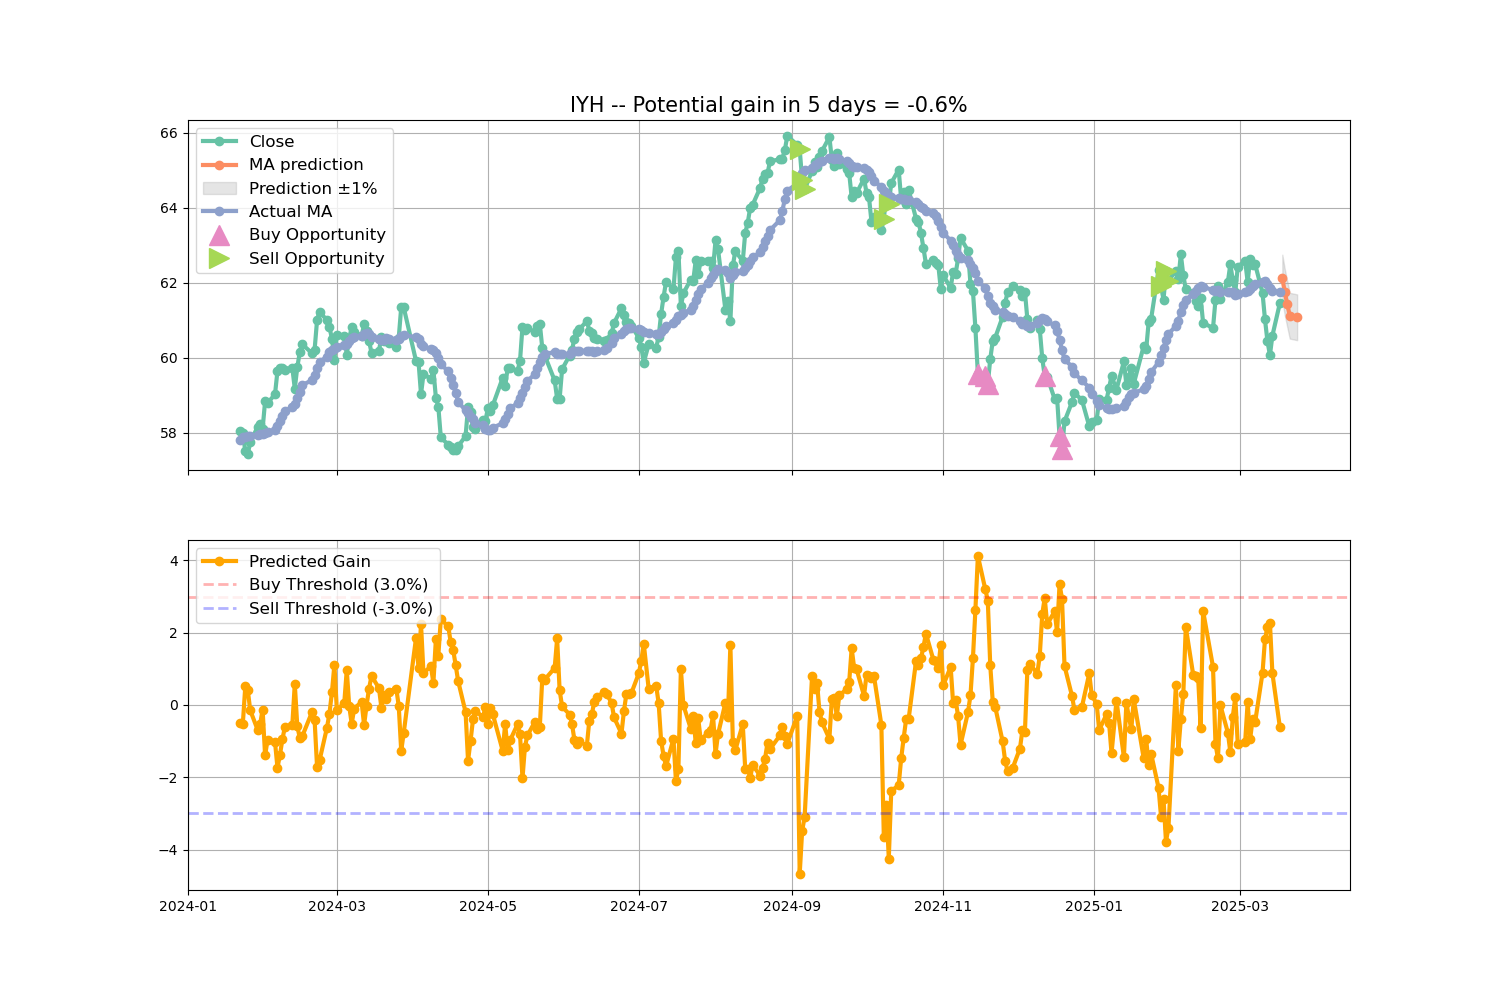 IYH -- Potential gain in 5 days = -0.6%
66
64
62
60
58
Close
MA prediction
Prediction ±1%
Actual MA
Buy Opportunity
Sell Opportunity
4
2
0
−2
−4
Predicted Gain
Buy Threshold (3.0%)
Sell Threshold (-3.0%)
2024-01 2024-03 2024-05 2024-07 2024-09 2024-11 2025-01 2025-03